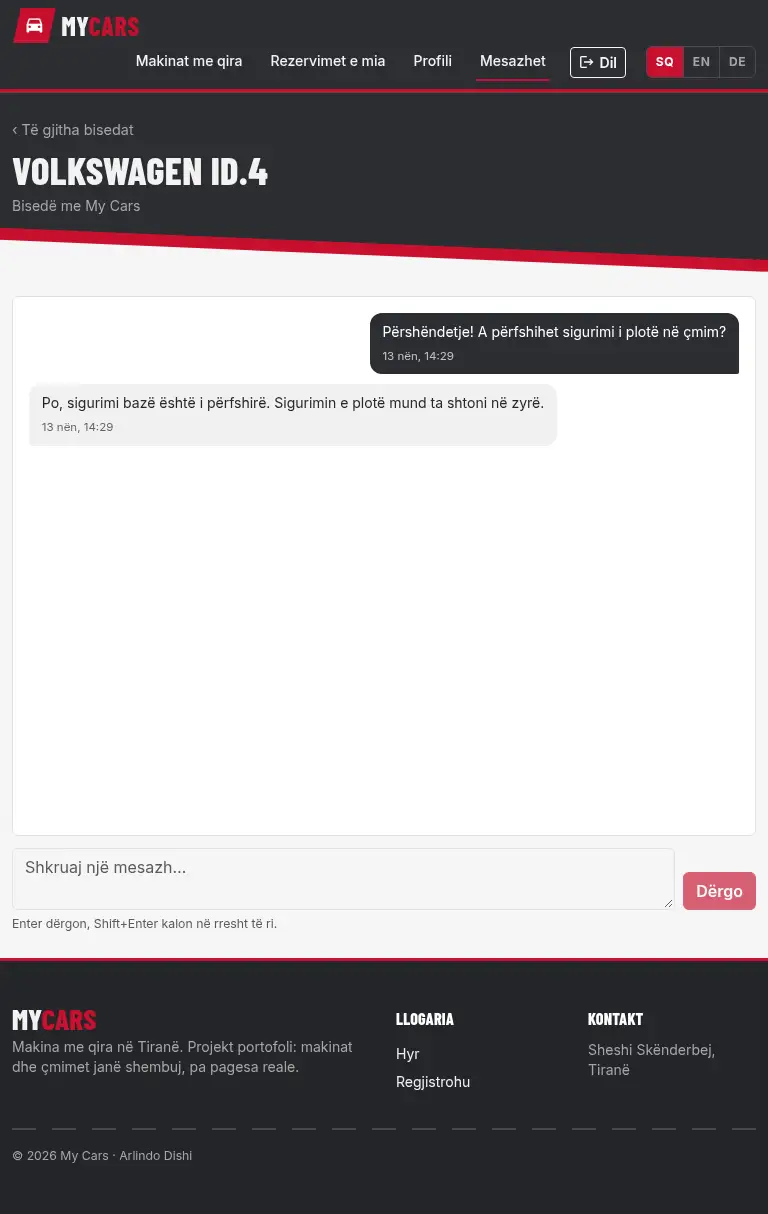 MYCARS
Makinat me qira
Rezervimet e mia
Profili
Mesazhet
Dil
SQ
EN
DE
‹ Të gjitha bisedat
VOLKSWAGEN ID.4
Bisedë me My Cars
Përshëndetje! A përfshihet sigurimi i plotë në çmim?
13 nën, 14:29
Po, sigurimi bazë është i përfshirë. Sigurimin e plotë mund ta shtoni në zyrë.
13 nën, 14:29
Shkruaj një mesazh...
Dërgo
Enter dërgon, Shift+Enter kalon në rresht të ri.
MYCARS
Makina me qira në Tiranë. Projekt portofoli: makinat
dhe çmimet janë shembuj, pa pagesa reale.
LLOGARIA
Hyr
Regjistrohu
KONTAKT
Sheshi Skënderbej,
Tiranë
© 2026 My Cars · Arlindo Dishi